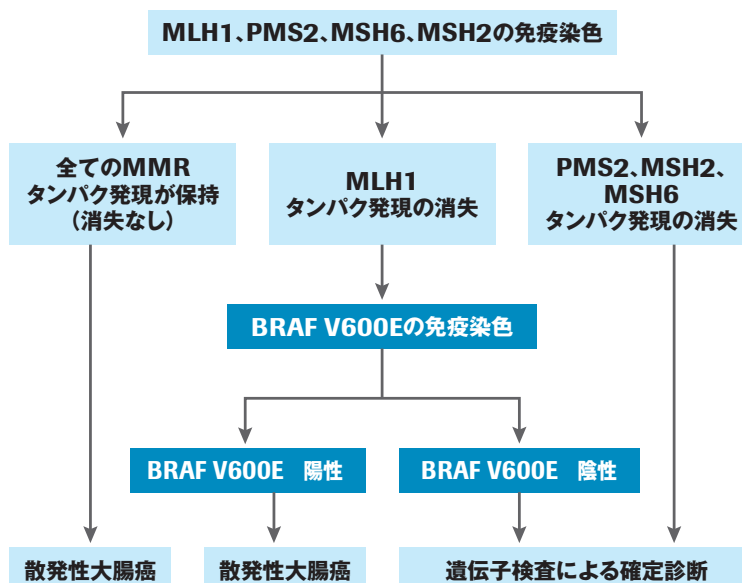 MLH1、PMS2、MSH6、MSH2の免疫染色
全てのMMR
タンパク発現が保持
（消失なし）
MLH1
タンパク発現の消失
PMS2、MSH2、
MSH6
タンパク発現の消失
BRAF V600Eの免疫染色
BRAF V600E　陽性
BRAF V600E　陰性
散発性大腸癌
散発性大腸癌
遺伝子検査による確定診断